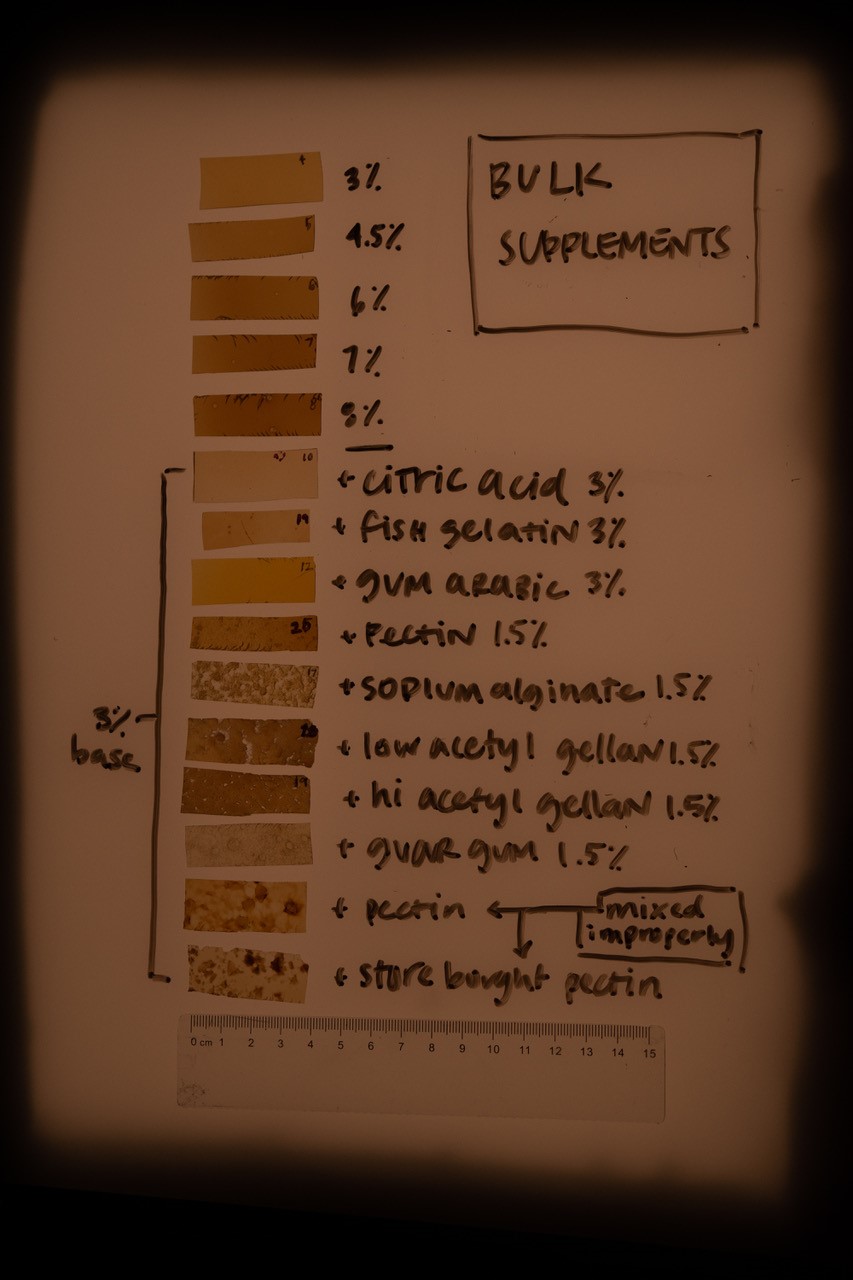 BULK
SUPPLEMENTS
4 3%
5 4.5%
6 6%
7 7%
8 8%
10 + citric acid 3%
19 + fish gelatin 3%
12 + gum arabic 3%
25 + Pectin 1.5%
17 + sodium alginate 1.5%
20 + low acetyl gellan 1.5%
19 + hi acetyl gellan 1.5%
+ guar gum 1.5%
+ pectin
mixed
improperly
+ store bought pectin
3%
base
0 cm 1 2 3 4 5 6 7 8 9 10 11 12 13 14 15